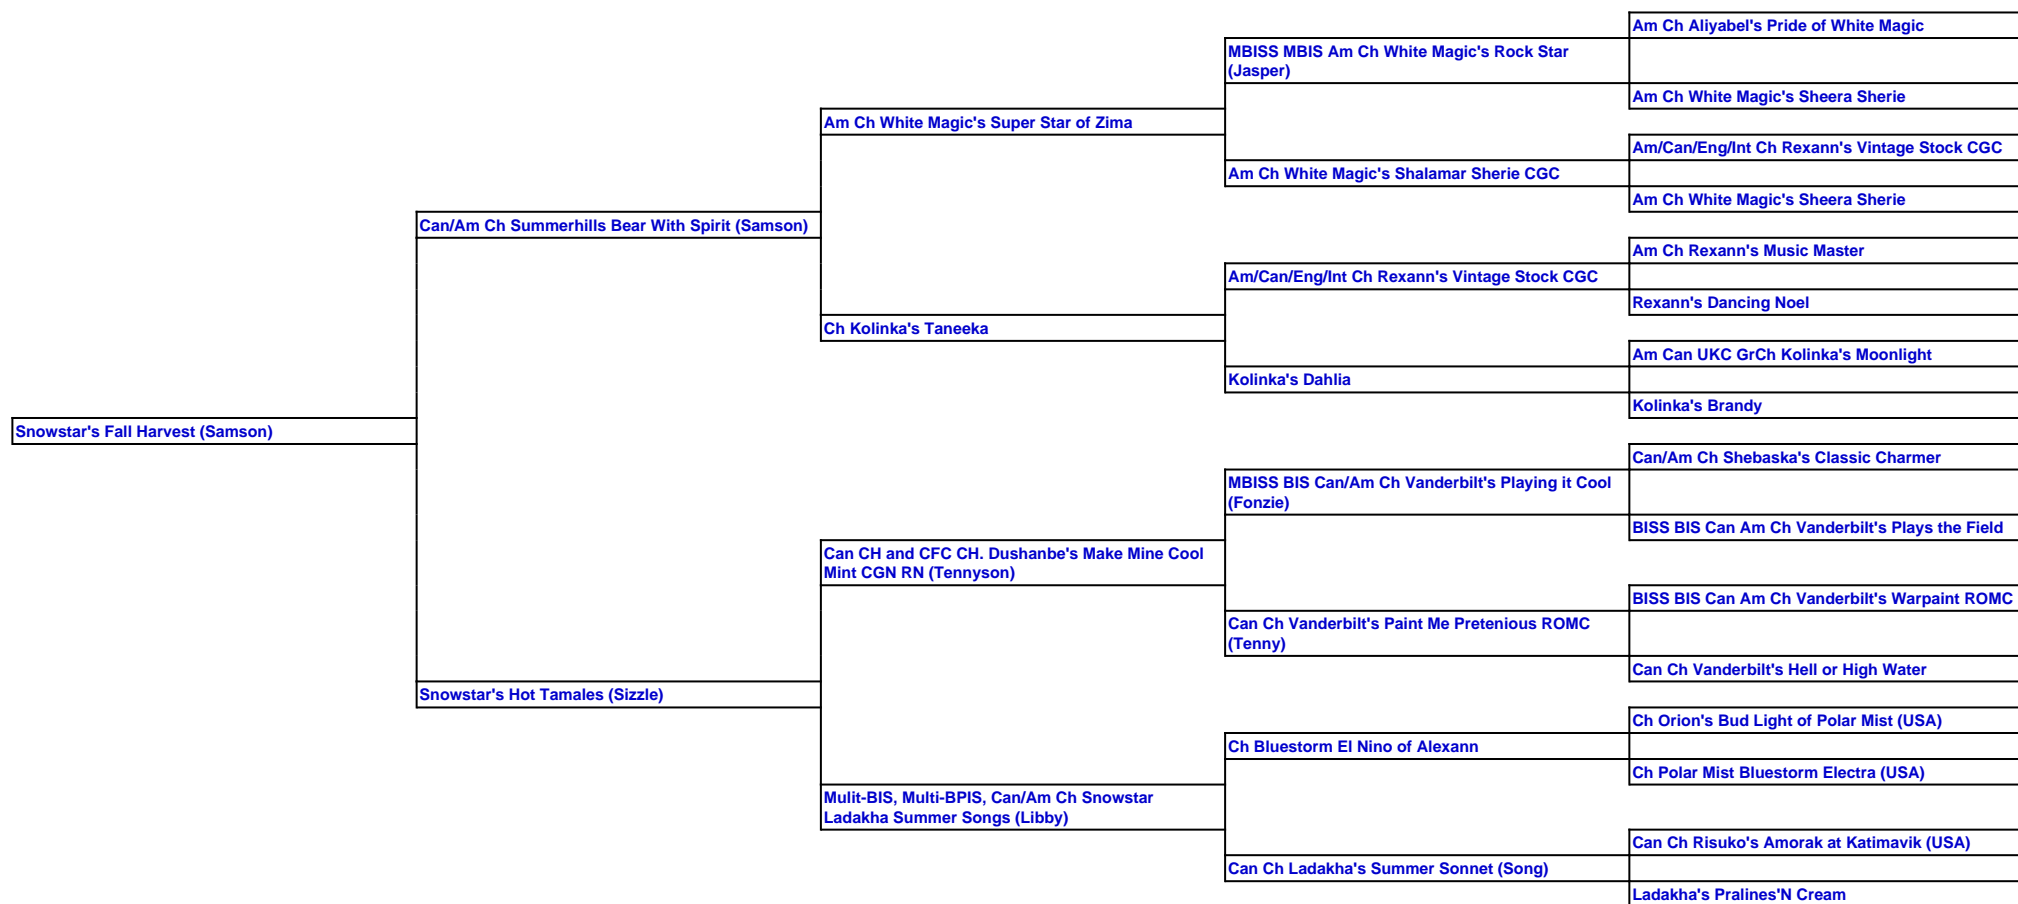 Am Ch Aliyabel's Pride of White Magic
MBISS MBIS Am Ch White Magic's Rock Star
(Jasper)
Am Ch White Magic's Sheera Sherie
Am Ch White Magic's Super Star of Zima
Am/Can/Eng/Int Ch Rexann's Vintage Stock CGC
Am Ch White Magic's Shalamar Sherie CGC
Am Ch White Magic's Sheera Sherie
Can/Am Ch Summerhills Bear With Spirit (Samson)
Am Ch Rexann's Music Master
Am/Can/Eng/Int Ch Rexann's Vintage Stock CGC
Rexann's Dancing Noel
Ch Kolinka's Taneeka
Am Can UKC GrCh Kolinka's Moonlight
Kolinka's Dahlia
Kolinka's Brandy
Snowstar's Fall Harvest (Samson)
Can/Am Ch Shebaska's Classic Charmer
MBISS BIS Can/Am Ch Vanderbilt's Playing it Cool
(Fonzie)
BISS BIS Can Am Ch Vanderbilt's Plays the Field
Can CH and CFC CH. Dushanbe's Make Mine Cool
Mint CGN RN (Tennyson)
BISS BIS Can Am Ch Vanderbilt's Warpaint ROMC
Can Ch Vanderbilt's Paint Me Pretenious ROMC
(Tenny)
Can Ch Vanderbilt's Hell or High Water
Snowstar's Hot Tamales (Sizzle)
Ch Orion's Bud Light of Polar Mist (USA)
Ch Bluestorm El Nino of Alexann
Ch Polar Mist Bluestorm Electra (USA)
Mulit-BIS, Multi-BPIS, Can/Am Ch Snowstar
Ladakha Summer Songs (Libby)
Can Ch Risuko's Amorak at Katimavik (USA)
Can Ch Ladakha's Summer Sonnet (Song)
Ladakha's Pralines'N Cream